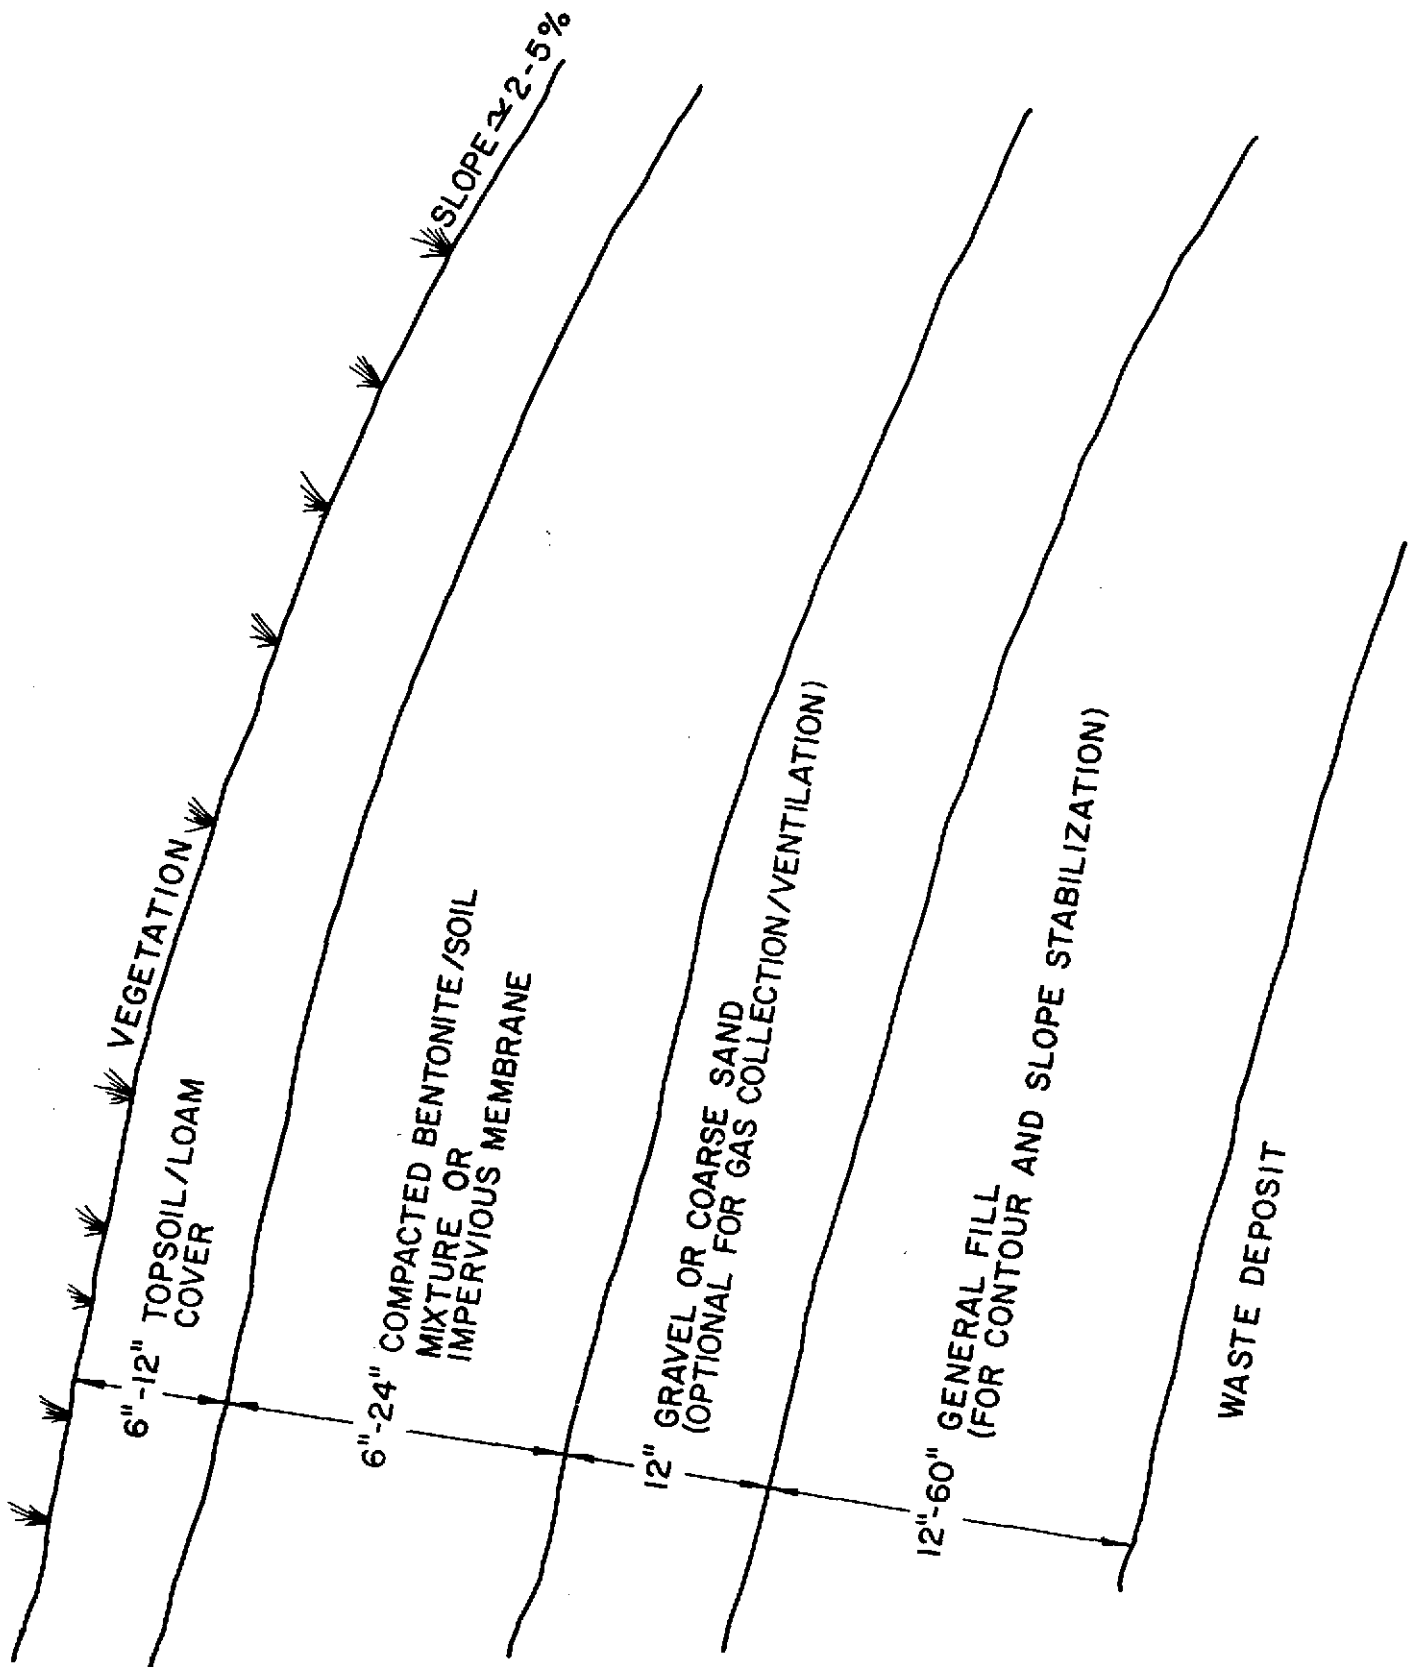 SLOPE ≃ 2-5%
VEGETATION
6"-12" TOPSOIL/LOAM
COVER
6"-24" COMPACTED BENTONITE/SOIL
MIXTURE OR
IMPERVIOUS MEMBRANE
12" GRAVEL OR COARSE SAND
(OPTIONAL FOR GAS COLLECTION/VENTILATION)
12"-60" GENERAL FILL
(FOR CONTOUR AND SLOPE STABILIZATION)
WASTE DEPOSIT